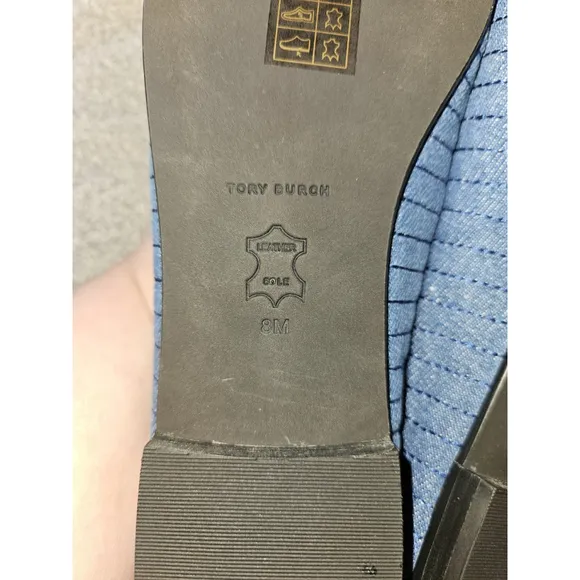 TORY BURCH
LEATHER
SOLE
8M